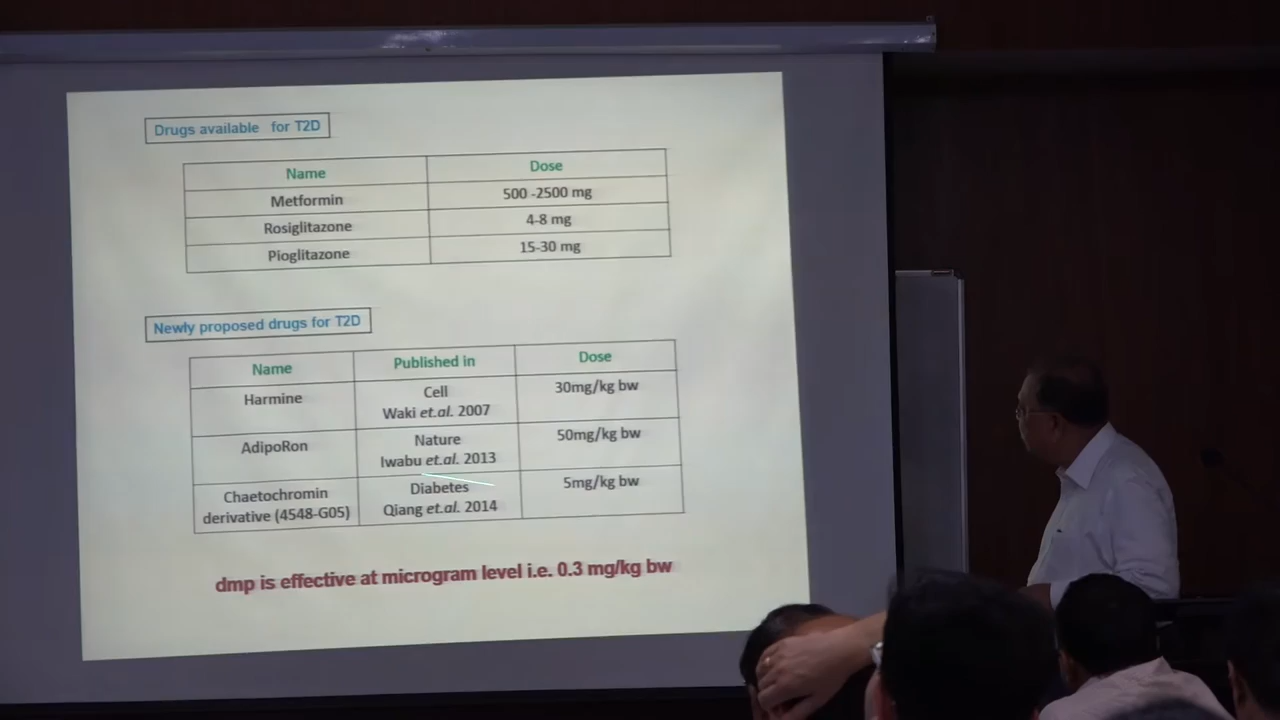 Drugs available for T2D
Name Dose
Metformin 500 -2500 mg
Rosiglitazone 4-8 mg
Pioglitazone 15-30 mg
Newly proposed drugs for T2D
Name Published in Dose
Harmine Cell 30mg/kg bw
Waki et.al. 2007
AdipoRon Nature 50mg/kg bw
Iwabu et.al. 2013
Chaetochromin Diabetes 5mg/kg bw
derivative (4548-G05) Qiang et.al. 2014
dmp is effective at microgram level i.e. 0.3 mg/kg bw